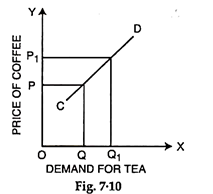 Y
PRICE OF COFFEE
D
P1
P
C
O Q Q1 X
DEMAND FOR TEA
Fig. 7·10